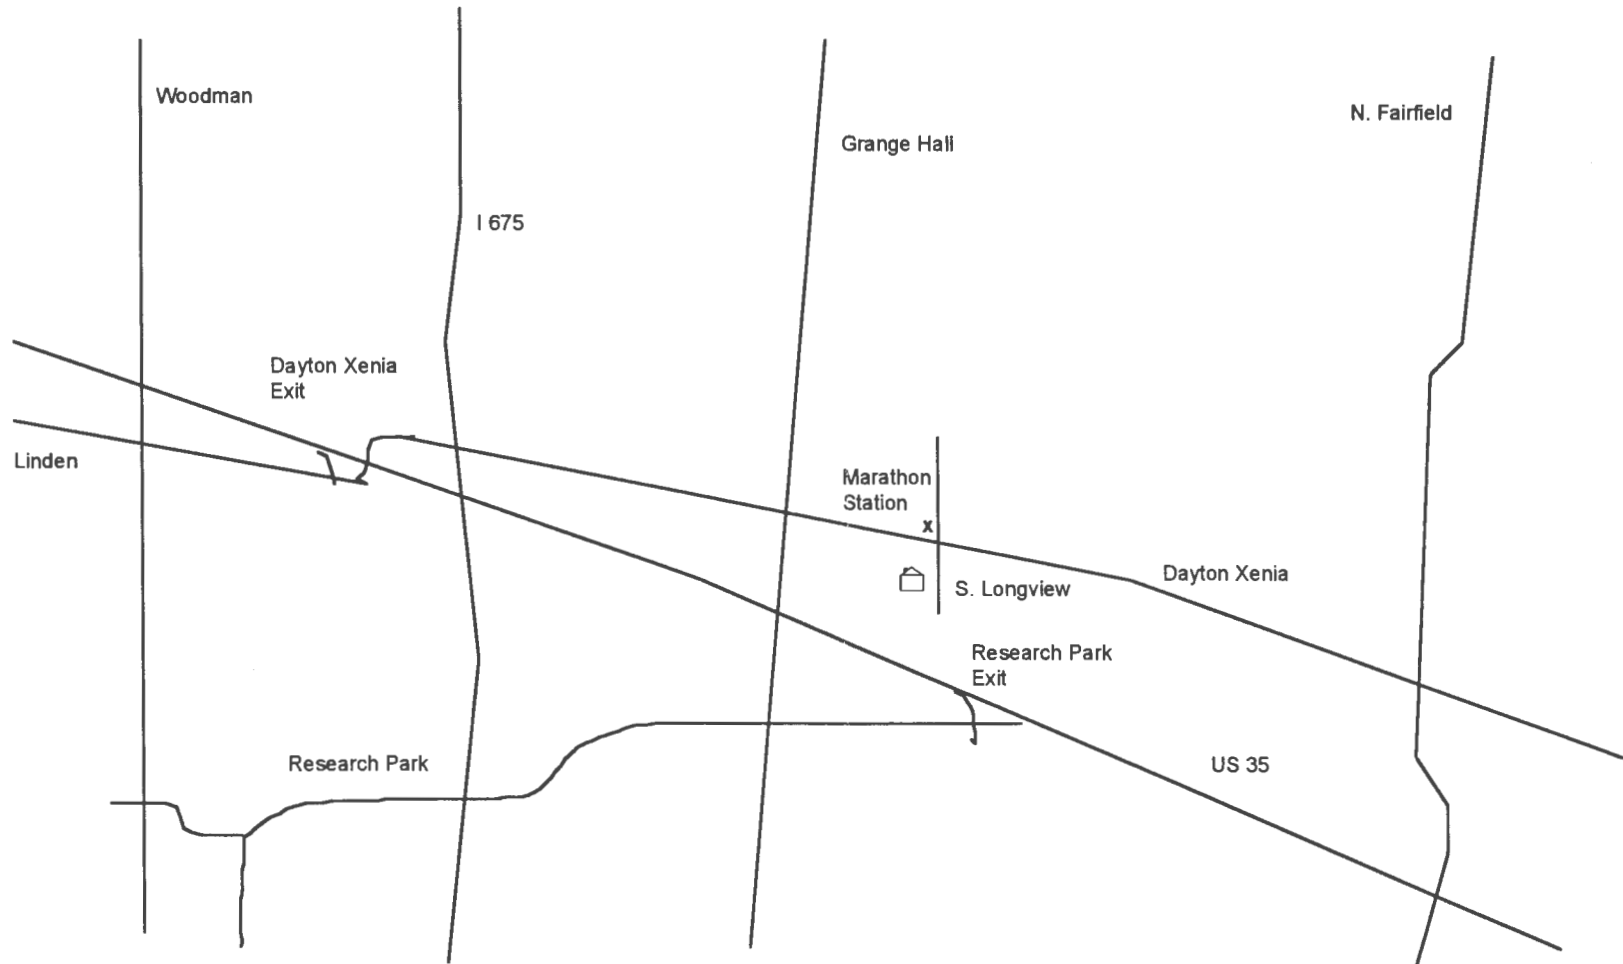 Woodman
N. Fairfield
Grange Hall
I 675
Dayton Xenia
Exit
Linden
Marathon
Station
x
Dayton Xenia
S. Longview
Research Park
Exit
Research Park
US 35